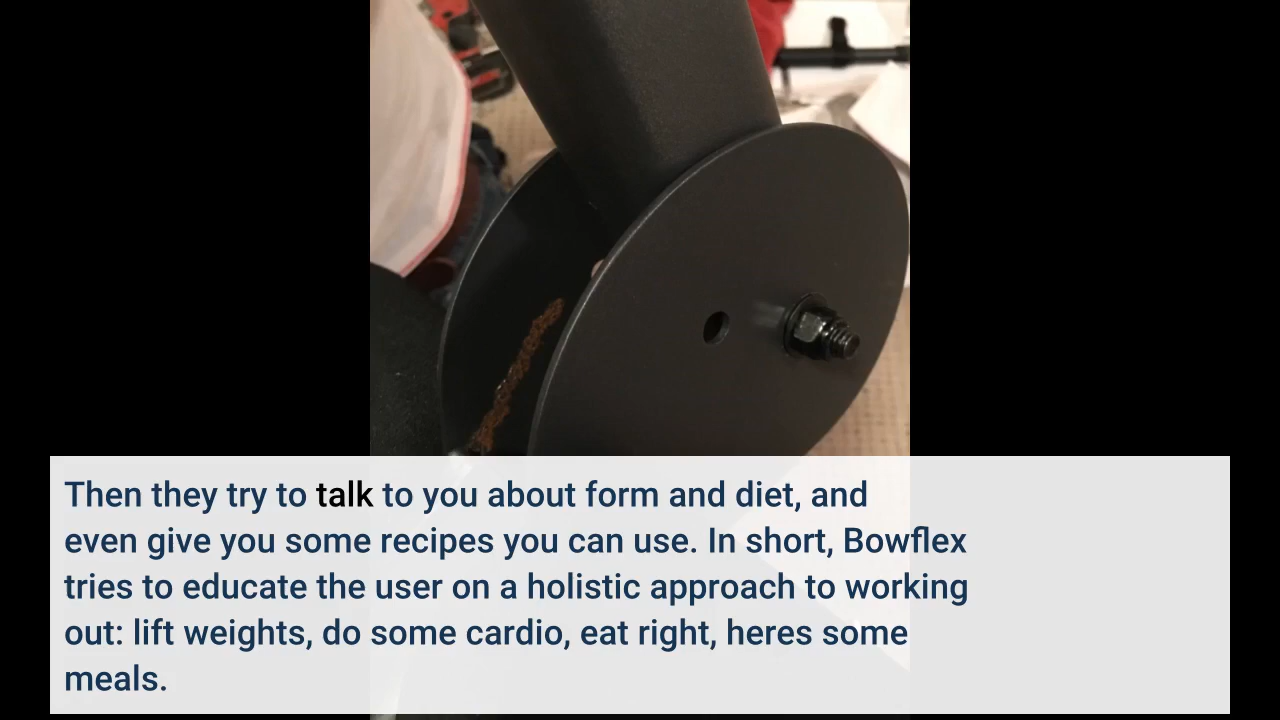 Then they try to talk to you about form and diet, and
even give you some recipes you can use. In short, Bowflex
tries to educate the user on a holistic approach to working
out: lift weights, do some cardio, eat right, heres some
meals.